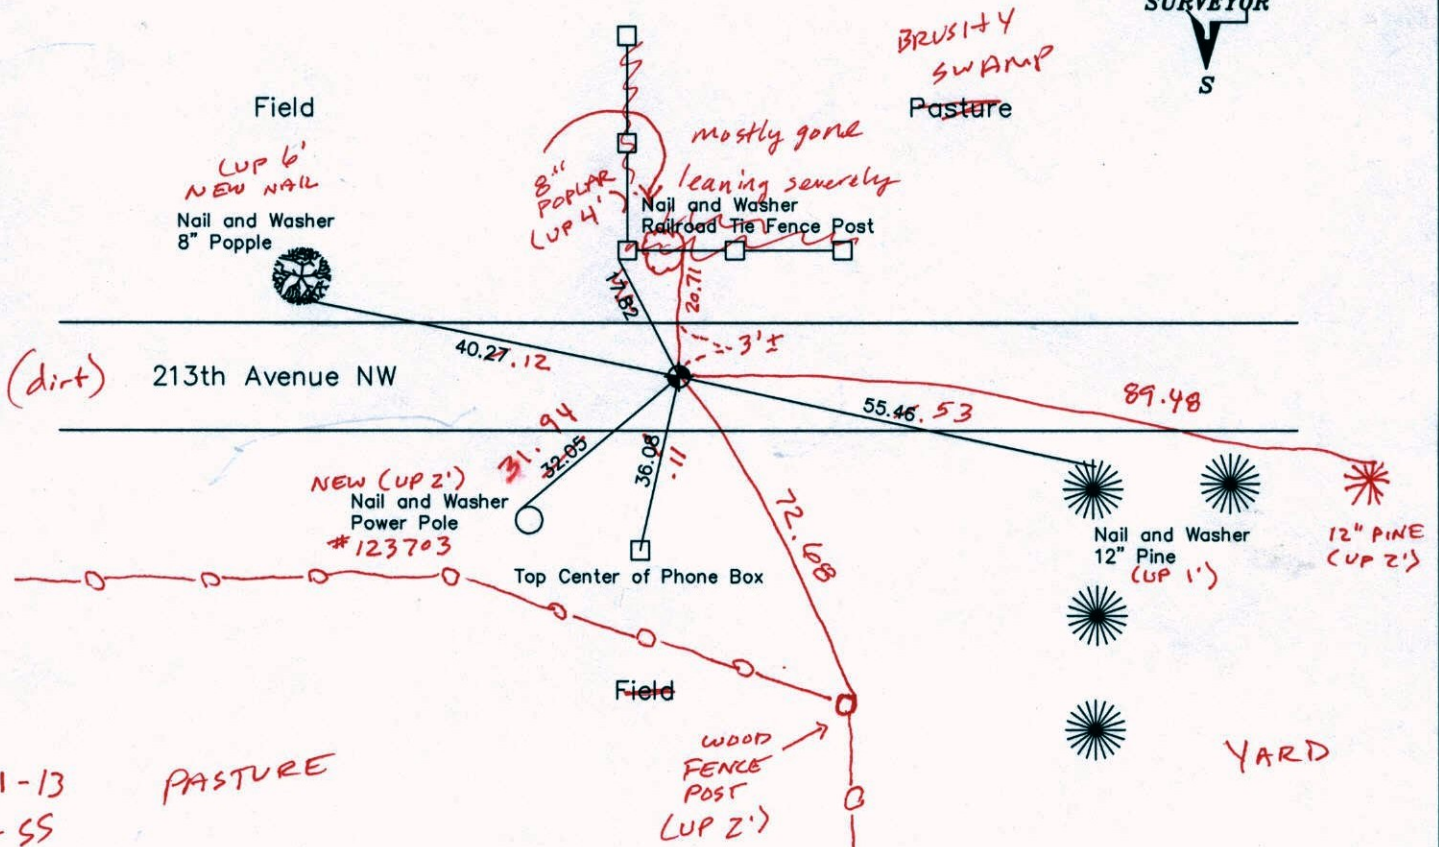 SURVEYOR
S
BRUSHY
SWAMP
Pasture
Field
(UP 6'
NEW NAIL
Nail and Washer
8" Popple
mostly gone
leaning severely
8"
POPLAR
(UP 4')
Nail and Washer
Railroad Tie Fence Post
17.82
20.71
3'±
(dirt)
213th Avenue NW
40.27 .12
55.46 .53
89.48
31.94
32.05
36.08
.11
72.68
NEW (UP 2')
Nail and Washer
Power Pole
#123703
Top Center of Phone Box
Nail and Washer
12" Pine
(UP 1')
12" PINE
(UP 2')
Field
WOOD
FENCE
POST
(UP 2')
YARD
PASTURE
1-13
SS